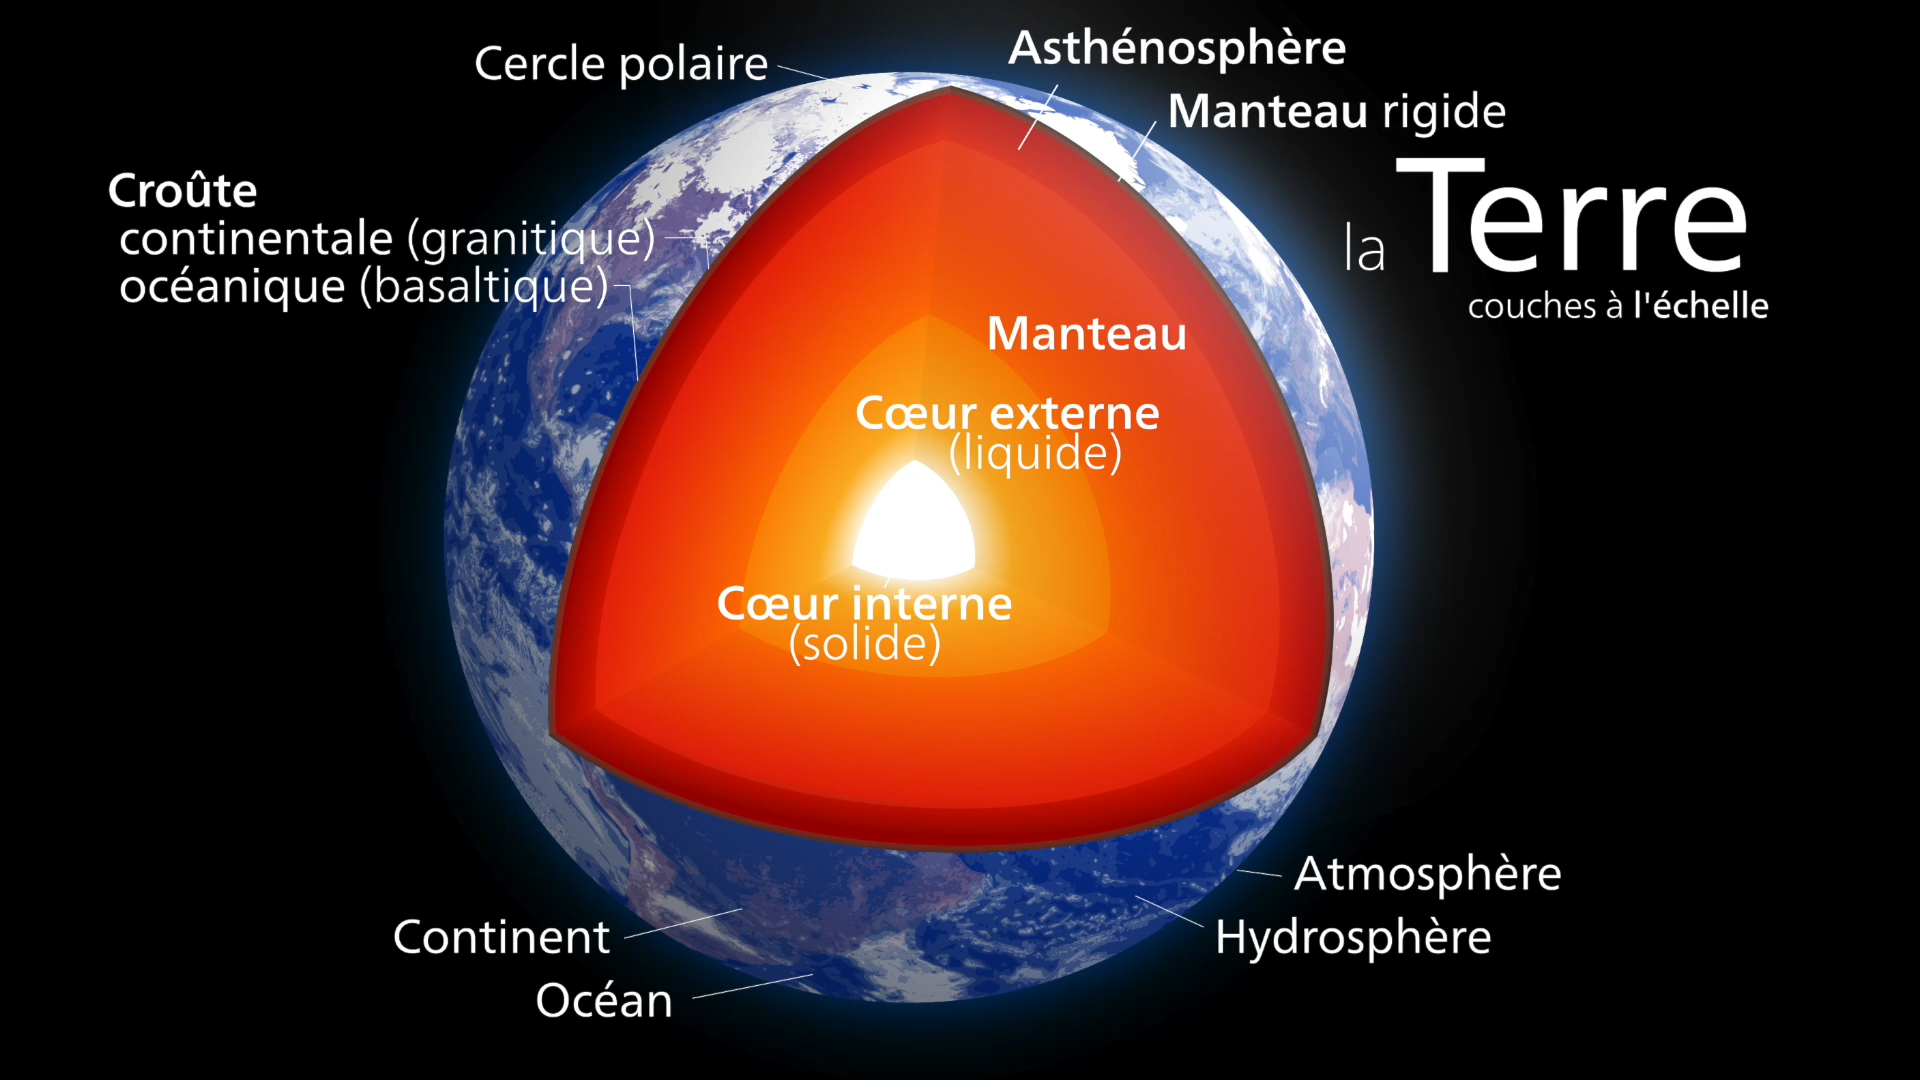 Cercle polaire
Asthénosphère
Manteau rigide
la Terre
couches à l'échelle
Croûte
continentale (granitique)
océanique (basaltique)
Manteau
Cœur externe
(liquide)
Cœur interne
(solide)
Atmosphère
Hydrosphère
Continent
Océan